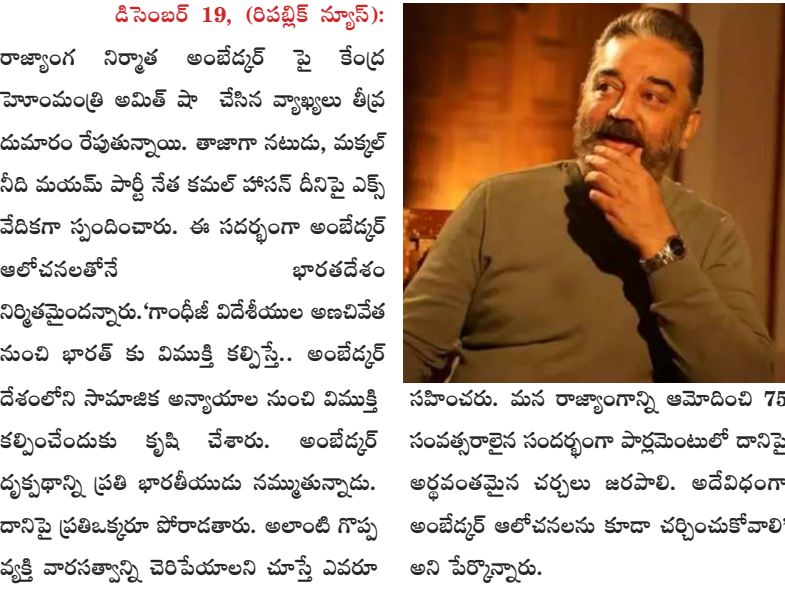 డిసెంబర్ 19, (రిపబ్లిక్ న్యూస్):
రాజ్యాంగ నిర్మాత అంబేడ్కర్ పై కేంద్ర
హెూంమంత్రి అమిత్ షా చేసిన వ్యాఖ్యలు తీవ్ర
దుమారం రేపుతున్నాయి. తాజాగా నటుడు, మక్కల్
నీది మయమ్ పార్టీ నేత కమల్ హాసన్ దీనిపై ఎక్స్
వేదికగా స్పందించారు. ఈ సదర్భంగా అంబేడ్కర్
ఆలోచనలతోనే భారతదేశం
నిర్మితమైందన్నారు.‘గాంధీజీ విదేశీయుల అణచివేత
నుంచి భారత్ కు విముక్తి కల్పిస్తే.. అంబేడ్కర్
దేశంలోని సామాజిక అన్యాయాల నుంచి విముక్తి
కల్పించేందుకు కృషి చేశారు. అంబేడ్కర్
దృక్పథాన్ని ప్రతి భారతీయుడు నమ్ముతున్నాడు.
దానిపై ప్రతిఒక్కరూ పోరాడతారు. అలాంటి గొప్ప
వ్యక్తి వారసత్వాన్ని చెరిపేయాలని చూస్తే ఎవరూ
సహించరు. మన రాజ్యాంగాన్ని ఆమోదించి 75
సంవత్సరాలైన సందర్భంగా పార్లమెంటులో దానిపై
అర్థవంతమైన చర్చలు జరపాలి. అదేవిధంగా
అంబేడ్కర్ ఆలోచనలను కూడా చర్చించుకోవాలి’
అని పేర్కొన్నారు.